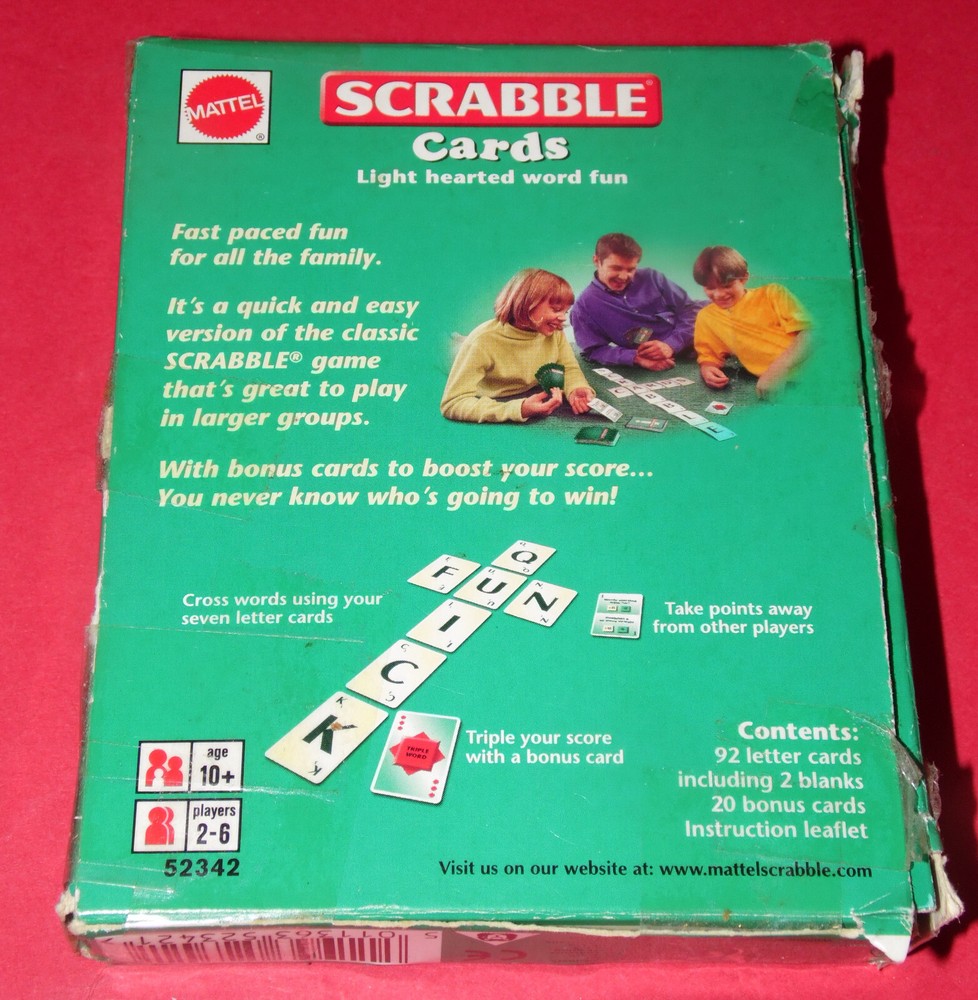 MATTEL
®
SCRABBLE®
Cards
Light hearted word fun
Fast paced fun
for all the family.
It's a quick and easy
version of the classic
SCRABBLE® game
that's great to play
in larger groups.
With bonus cards to boost your score...
You never know who's going to win!
Cross words using your
seven letter cards
Q
F U N
I
C
K
Take points away
from other players
TRIPLE
WORD
Triple your score
with a bonus card
age
10+
players
2-6
52342
Contents:
92 letter cards
including 2 blanks
20 bonus cards
Instruction leaflet
Visit us on our website at: www.mattelscrabble.com